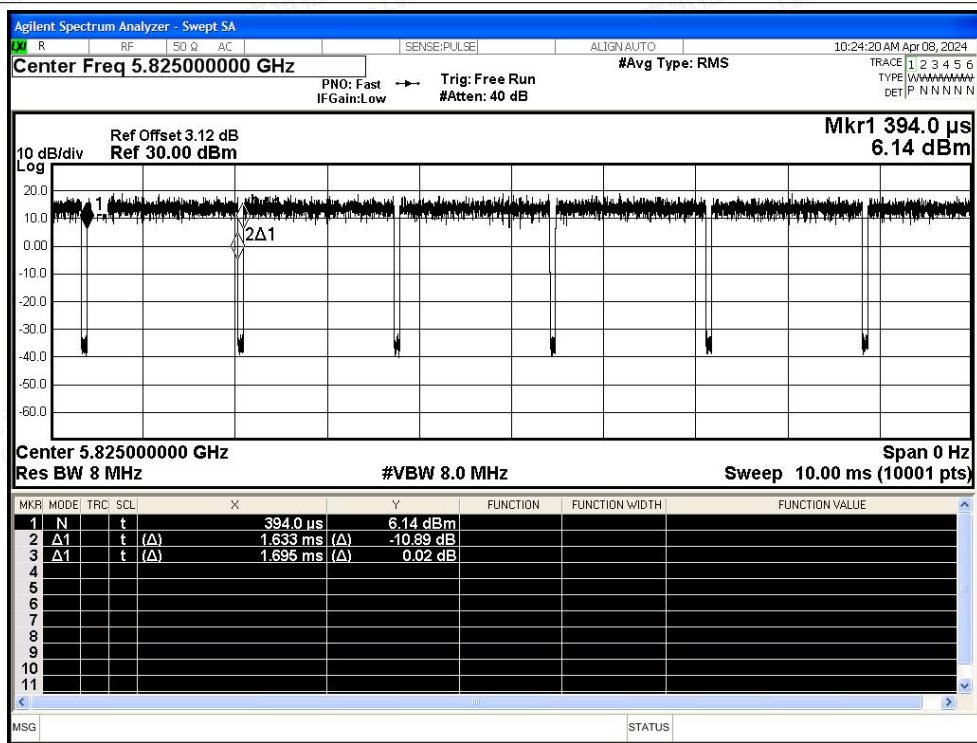 Agilent Spectrum Analyzer - Swept SA
LXI R RF 50 Ω AC SENSE:PULSE ALIGN AUTO 10:24:20 AM Apr 08, 2024
Center Freq 5.825000000 GHz #Avg Type: RMS TRACE 1 2 3 4 5 6
PNO: Fast Trig: Free Run TYPE WWWWWW
IFGain:Low #Atten: 40 dB DET P N N N N N
Mkr1 394.0 µs
Ref Offset 3.12 dB
10 dB/div Ref 30.00 dBm 6.14 dBm
Log
20.0
1
10.0
2Δ1
0.00
-10.0
-20.0
-30.0
-40.0
-50.0
-60.0
Center 5.825000000 GHz Span 0 Hz
Res BW 8 MHz #VBW 8.0 MHz Sweep 10.00 ms (10001 pts)
MKR MODE TRC SCL X Y FUNCTION FUNCTION WIDTH FUNCTION VALUE
1 N t 394.0 µs 6.14 dBm
2 Δ1 t (Δ) 1.633 ms (Δ) -10.89 dB
3 Δ1 t (Δ) 1.695 ms (Δ) 0.02 dB
4
5
6
7
8
9
10
11
MSG STATUS